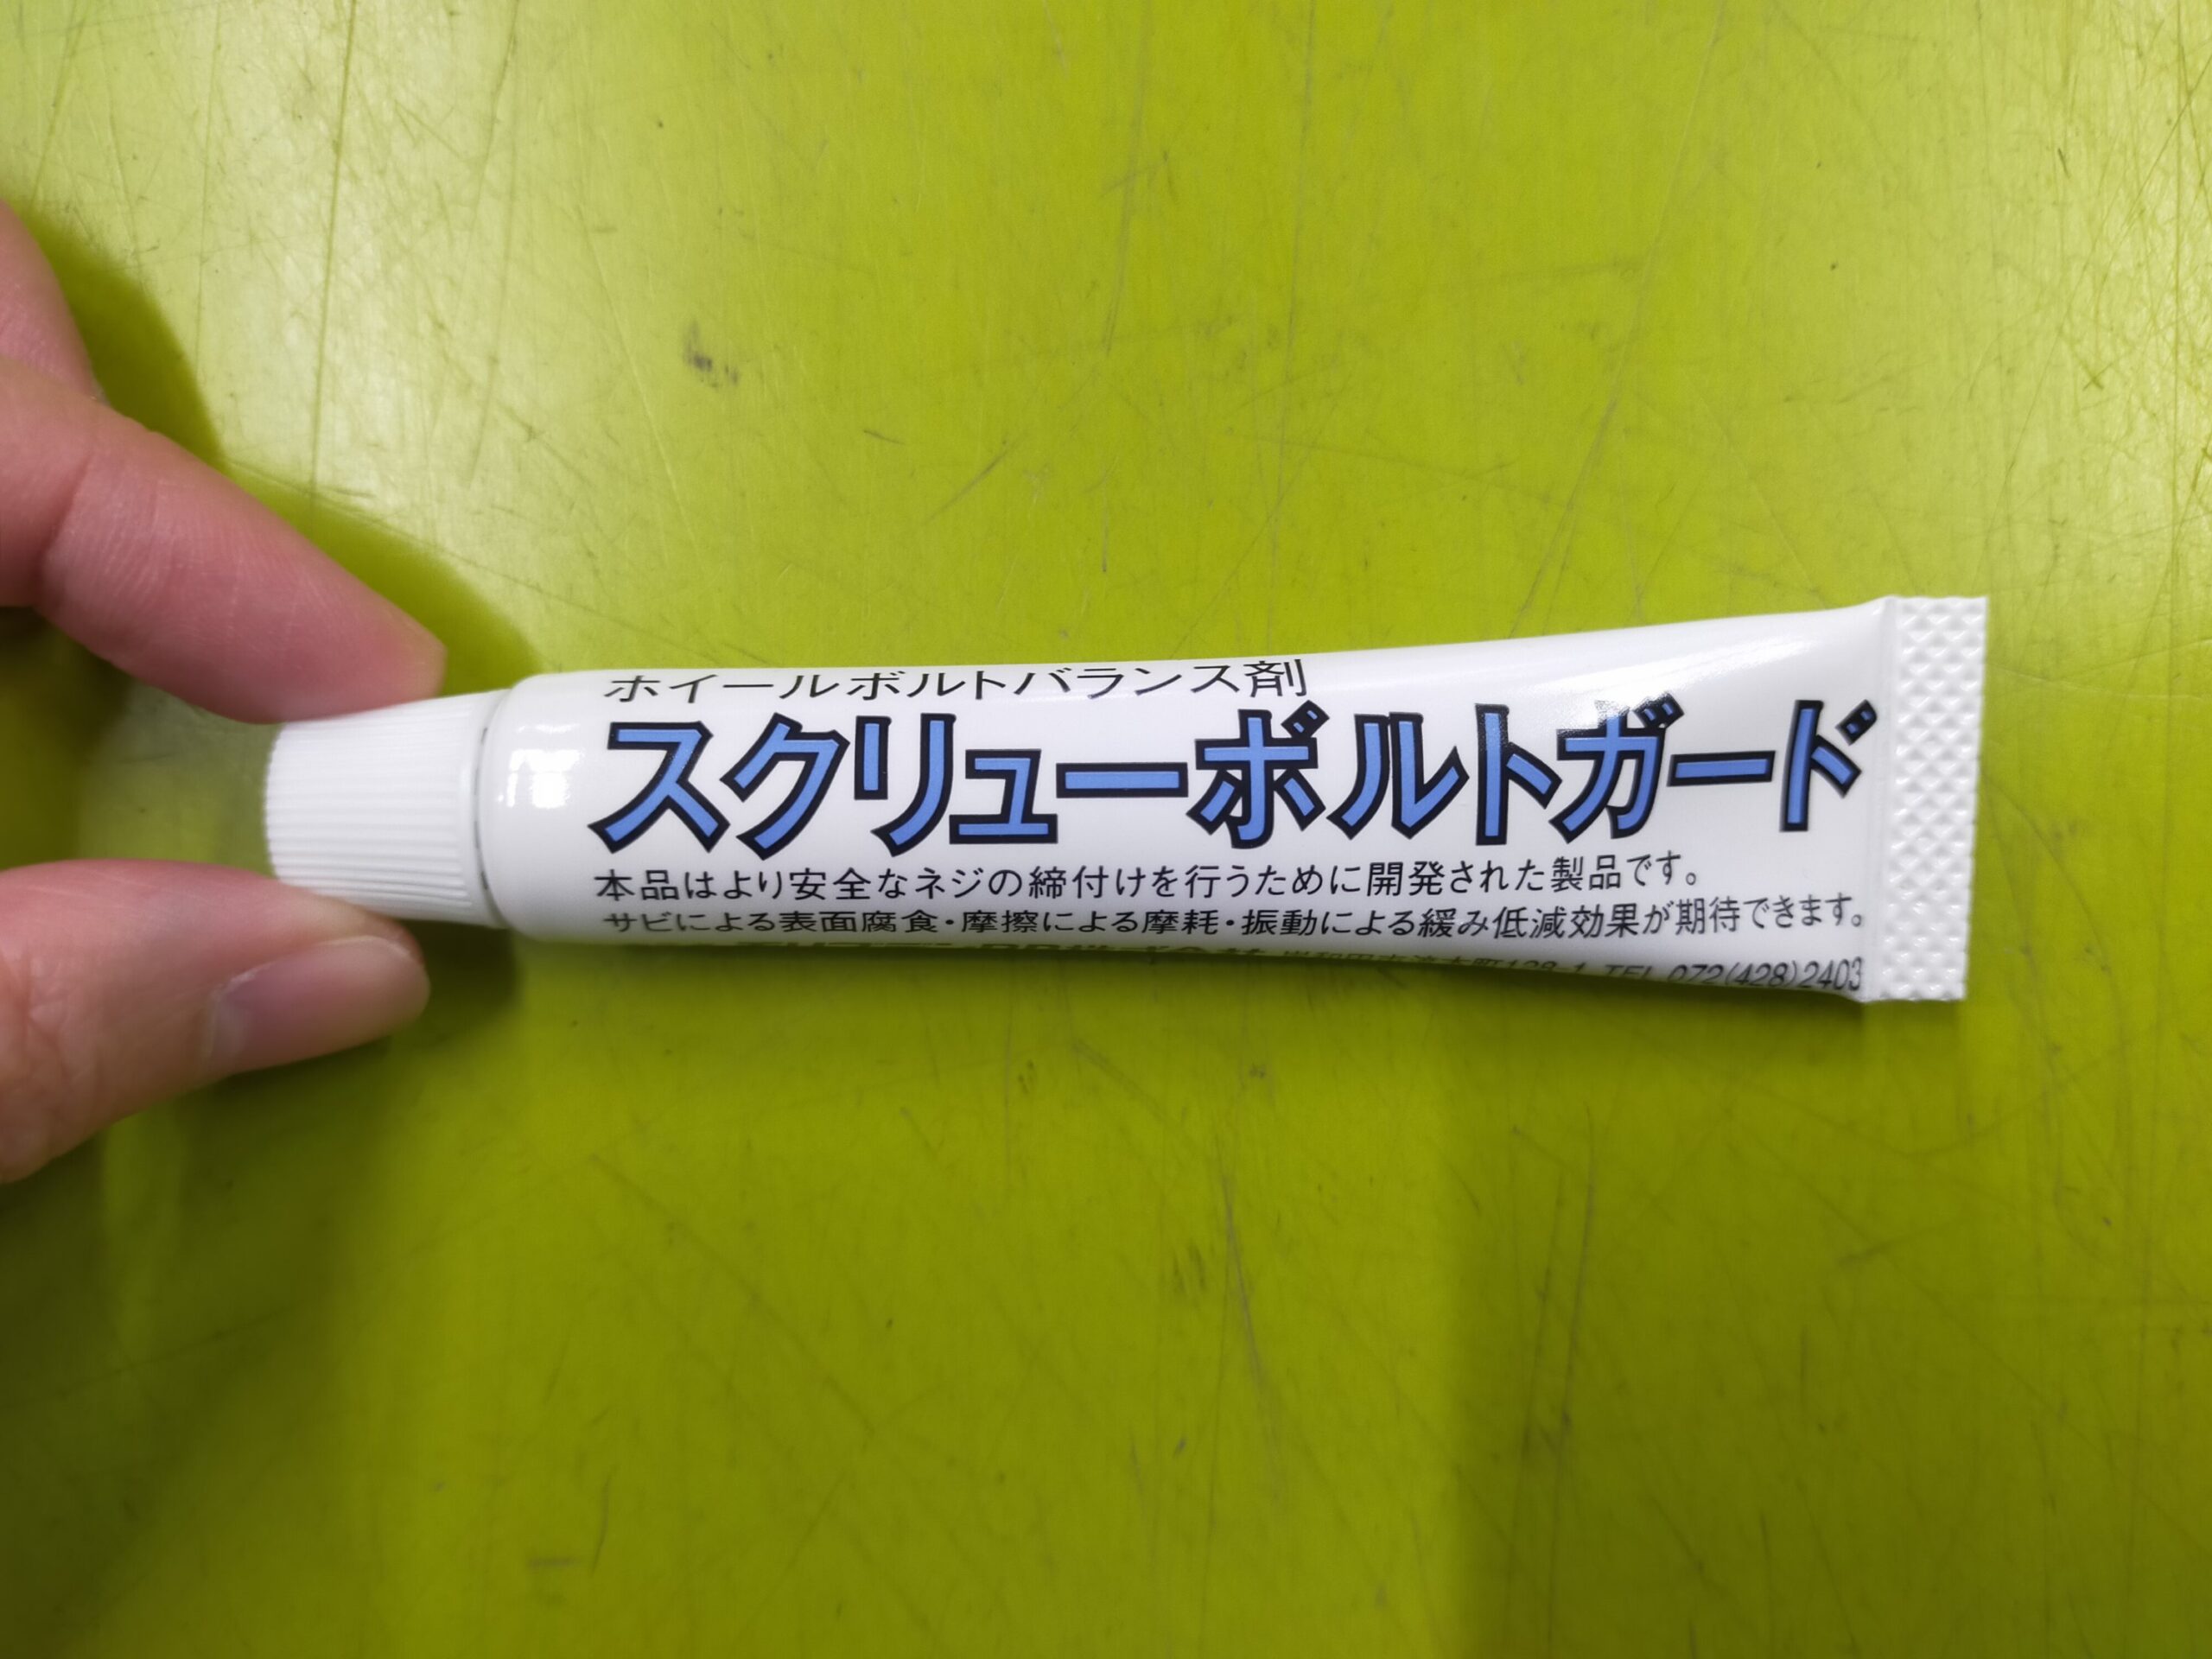 ホイールボルトバランス剤
スクリューボルトガード
本品はより安全なネジの締付けを行うために開発された製品です。
サビによる表面腐食・摩擦による摩耗・振動による緩み低減効果が期待できます。
TEL 072(428)2403